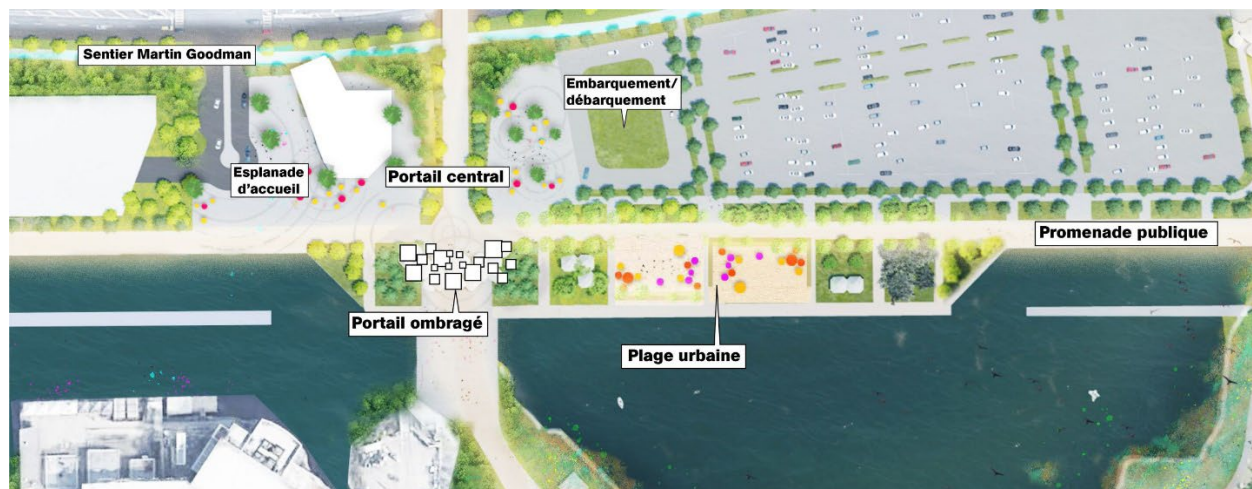 Sentier Martin Goodman
Embarquement/
débarquement
Esplanade
d'accueil
Portail central
Promenade publique
Portail ombragé
Plage urbaine